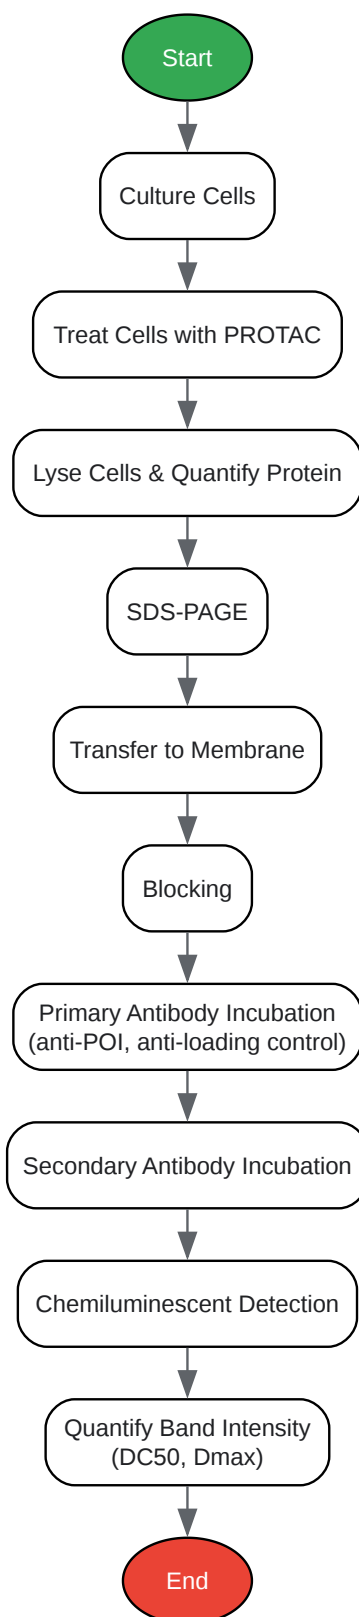 Start
Culture Cells
Treat Cells with PROTAC
Lyse Cells & Quantify Protein
SDS-PAGE
Transfer to Membrane
Blocking
Primary Antibody Incubation
(anti-POI, anti-loading control)
Secondary Antibody Incubation
Chemiluminescent Detection
Quantify Band Intensity
(DC50, Dmax)
End